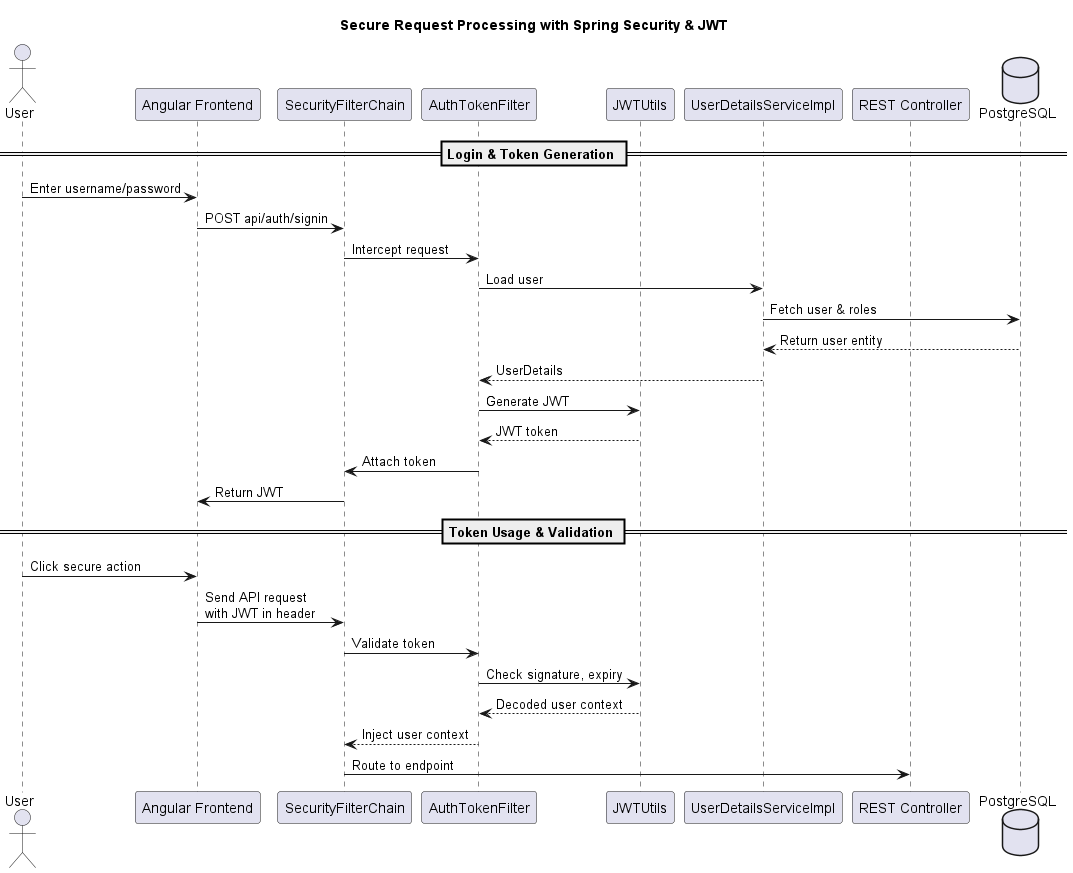 Secure Request Processing with Spring Security & JWT
User
Angular Frontend
SecurityFilterChain
AuthTokenFilter
JWTUtils
UserDetailsServiceImpl
REST Controller
PostgreSQL
Login & Token Generation
Enter username/password
POST api/auth/signin
Intercept request
Load user
Fetch user & roles
Return user entity
UserDetails
Generate JWT
JWT token
Attach token
Return JWT
Token Usage & Validation
Click secure action
Send API request
with JWT in header
Validate token
Check signature, expiry
Decoded user context
Inject user context
Route to endpoint
User
Angular Frontend
SecurityFilterChain
AuthTokenFilter
JWTUtils
UserDetailsServiceImpl
REST Controller
PostgreSQL